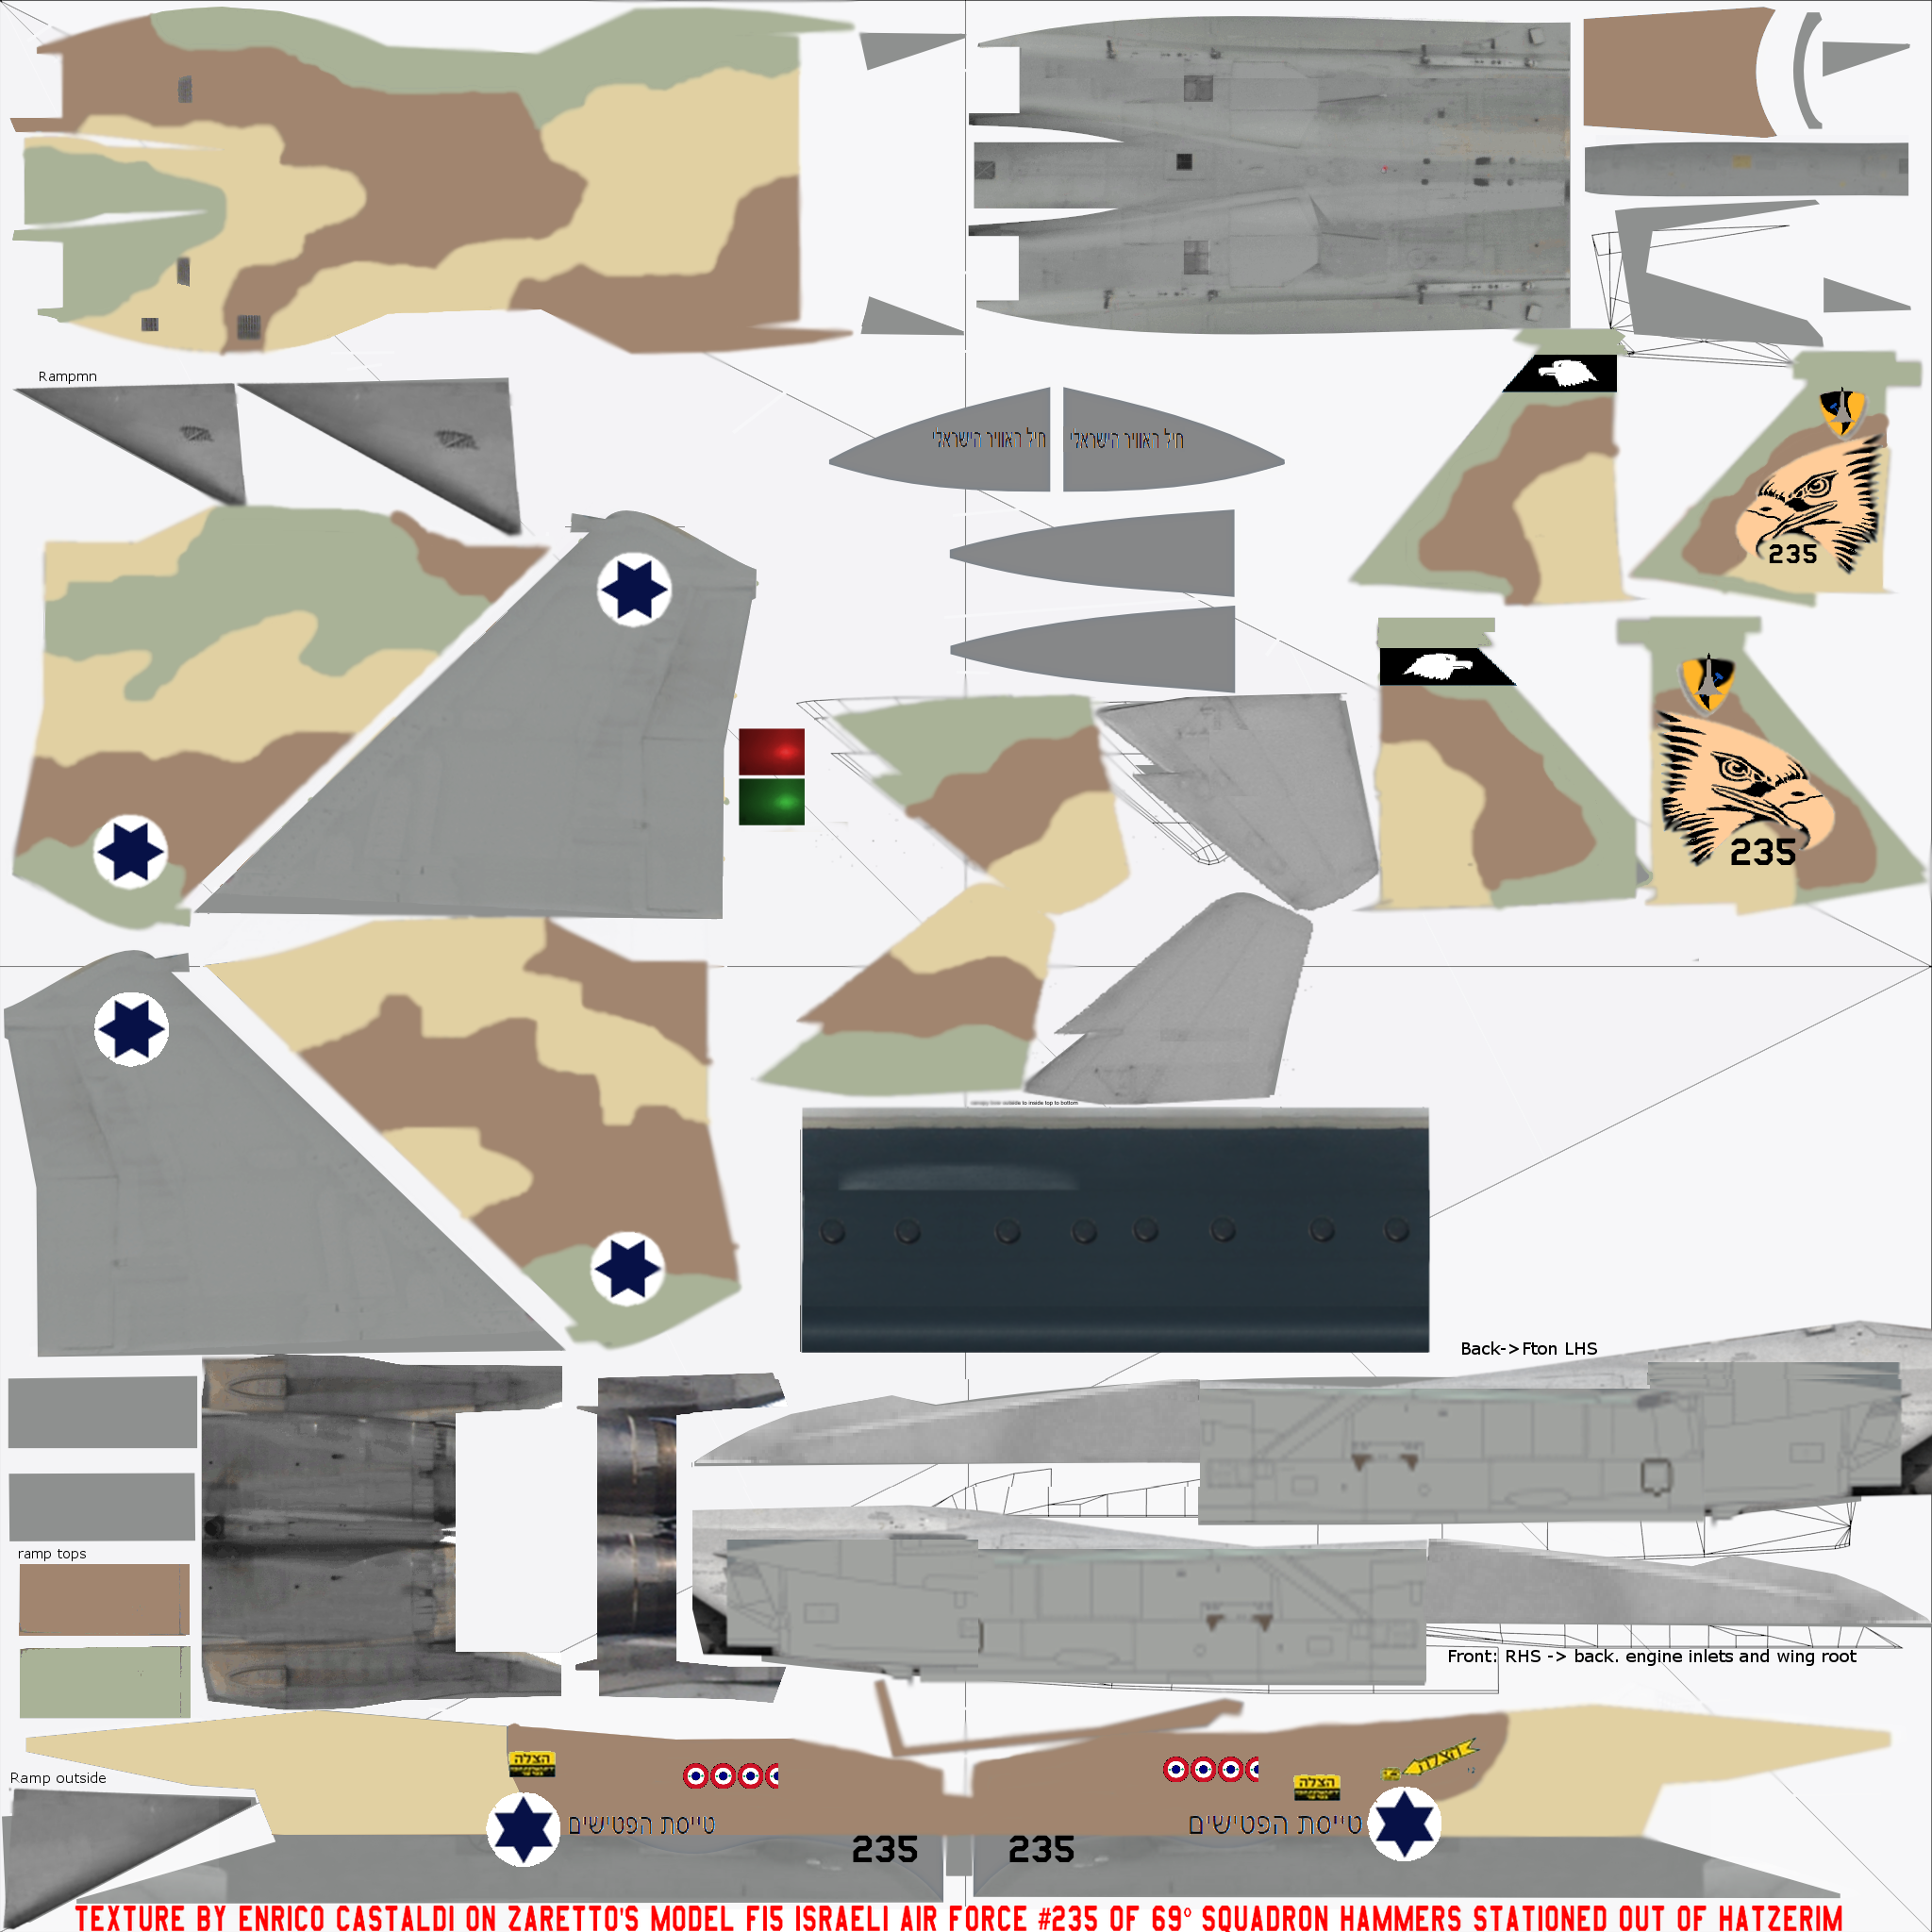 Rampmn
חיל האוויר הישראלי
חיל האוויר הישראלי
235
235
canopy from outside to inside top to bottom
Back->Fton LHS
ramp tops
Front: RHS -> back. engine inlets and wing root
Ramp outside
הצלה
הצלה
הצלה
טייסת הפטישים
טייסת הפטישים
235
235
TEXTURE BY ENRICO CASTALDI ON ZARETTO'S MODEL F15 ISRAELI AIR FORCE #235 OF 69° SQUADRON HAMMERS STATIONED OUT OF HATZERIM